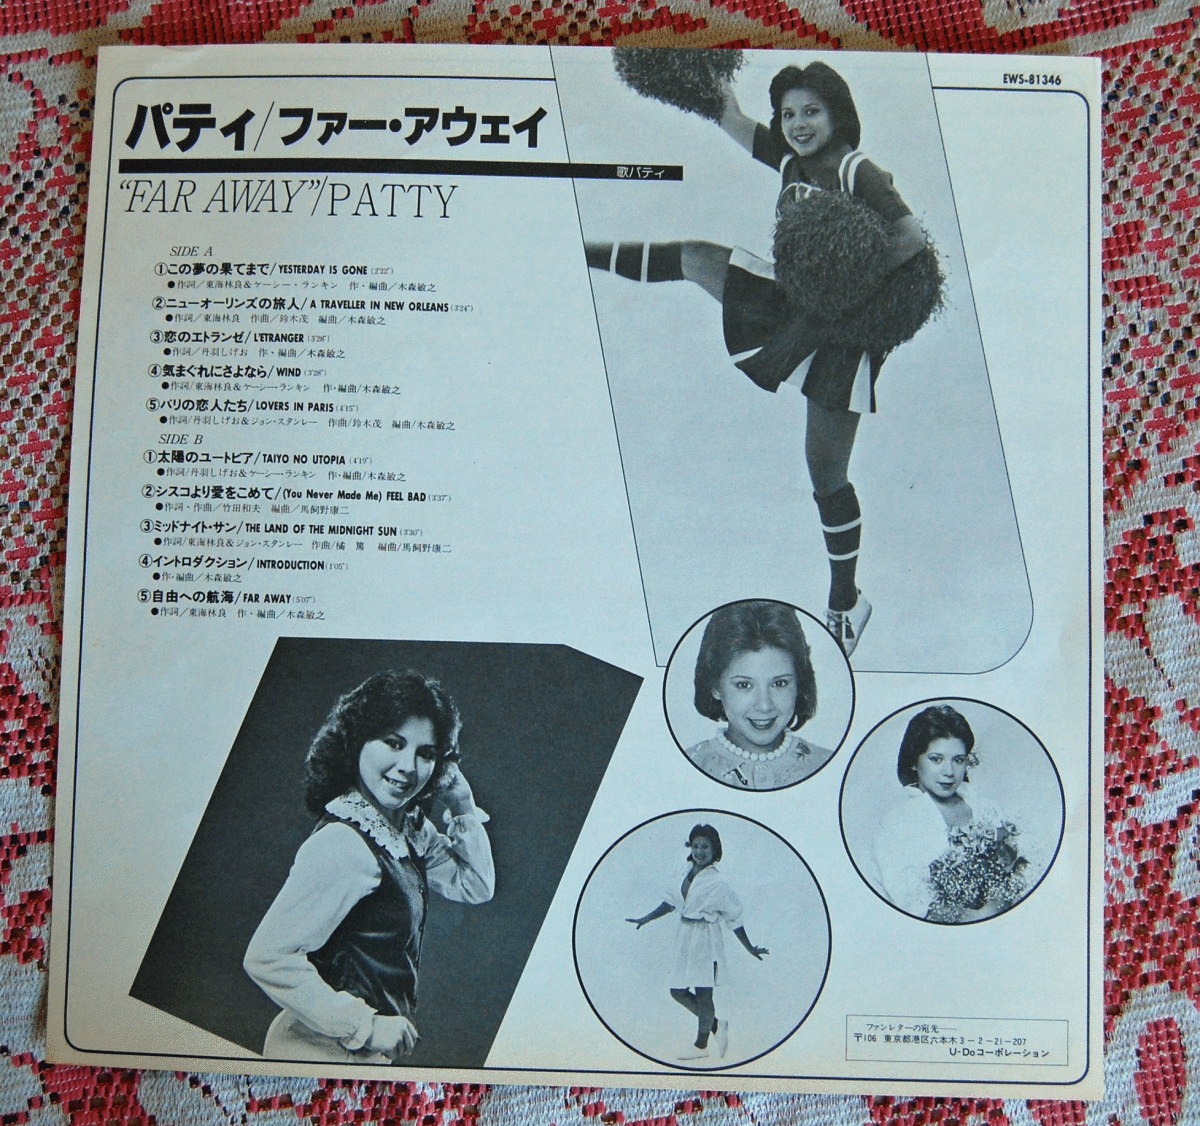 EWS-81346
パティ/ファー・アウェイ
歌パティ
"FAR AWAY"/PATTY
SIDE A
①この夢の果てまで/YESTERDAY IS GONE (2'22")
●作詞/東海林良&ケーシー・ランキン 作・編曲/木森敏之
②ニューオーリンズの旅人/A TRAVELLER IN NEW ORLEANS (3'24")
●作詞/東海林良 作曲/鈴木茂 編曲/木森敏之
③恋のエトランゼ/L'ETRANGER (3'28")
●作詞/丹羽しげお 作・編曲/木森敏之
④気まぐれにさよなら/WIND (3'28")
●作詞/東海林良&ケーシー・ランキン 作・編曲/木森敏之
⑤パリの恋人たち/LOVERS IN PARIS (4'15")
●作詞/丹羽しげお&ジョン・スタンレー 作曲/鈴木茂 編曲/木森敏之
SIDE B
①太陽のユートピア/TAIYO NO UTOPIA (4'19")
●作詞/丹羽しげお&ケーシー・ランキン 作・編曲/木森敏之
②シスコより愛をこめて/(You Never Made Me) FEEL BAD (3'37")
●作詞・作曲/竹田和夫 編曲/馬飼野康二
③ミッドナイト・サン/THE LAND OF THE MIDNIGHT SUN (3'30")
●作詞/東海林良&ジョン・スタンレー 作曲/橘 篤 編曲/馬飼野康二
④イントロダクション/INTRODUCTION (1'05")
●作・編曲/木森敏之
⑤自由への航海/FAR AWAY (5'07")
●作詞/東海林良 作・編曲/木森敏之
ファンレターの宛先──
〒106 東京都港区六本木3-2-21-207
U-Doコーポレーション